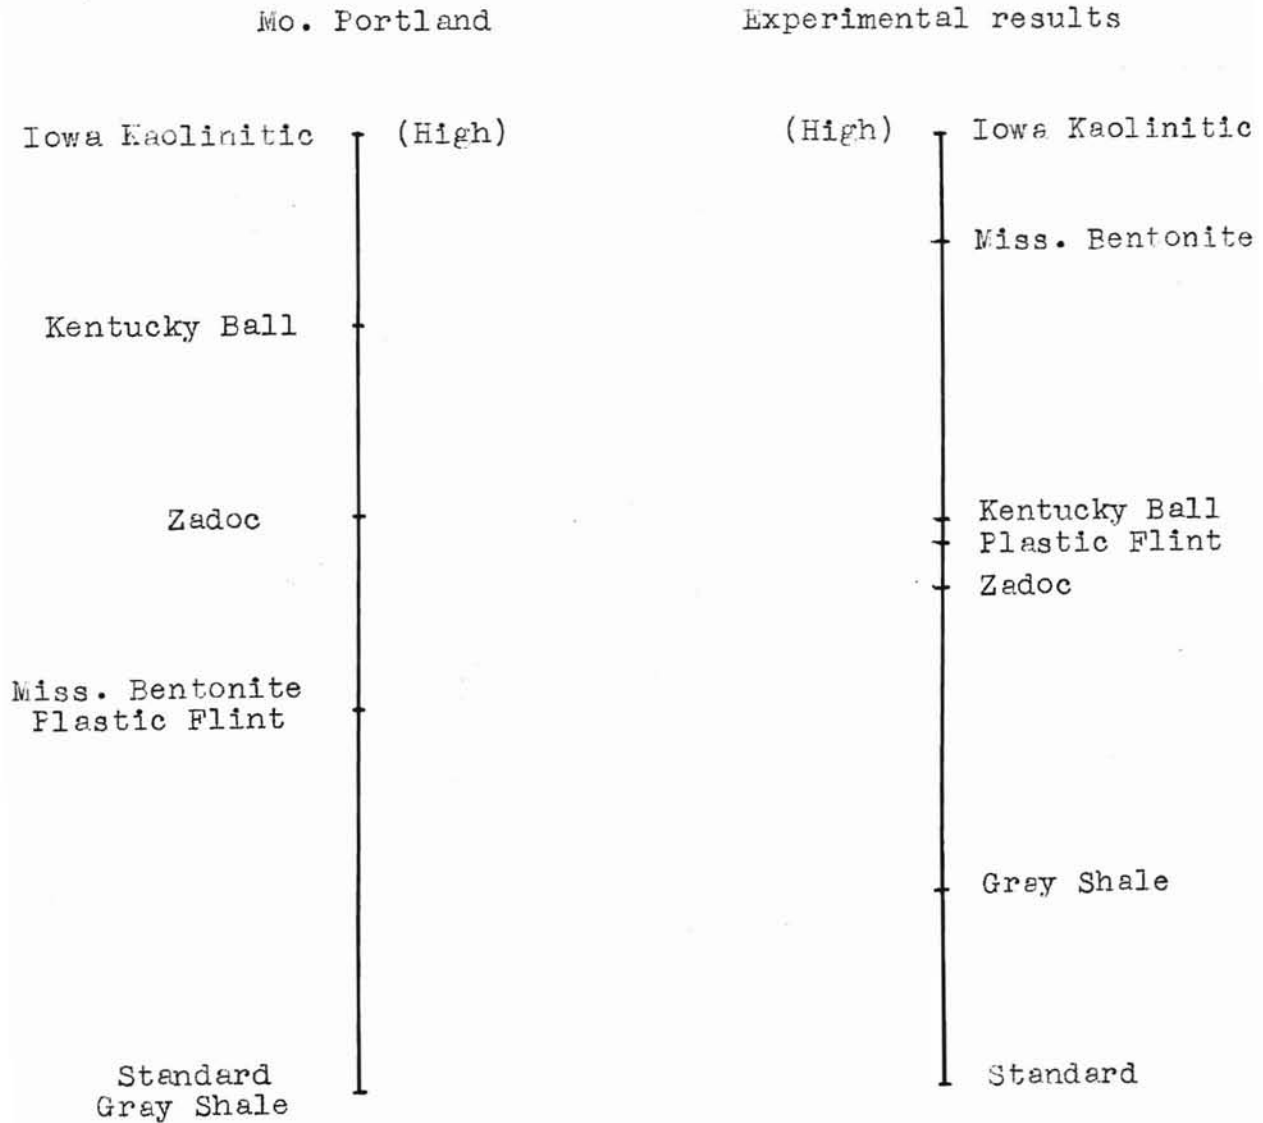 Mo. Portland
Experimental results
Iowa Kaolinitic
(High)
Kentucky Ball
Zadoc
Miss. Bentonite
Plastic Flint
Standard
Gray Shale
(High)
Iowa Kaolinitic
Miss. Bentonite
Kentucky Ball
Plastic Flint
Zadoc
Gray Shale
Standard